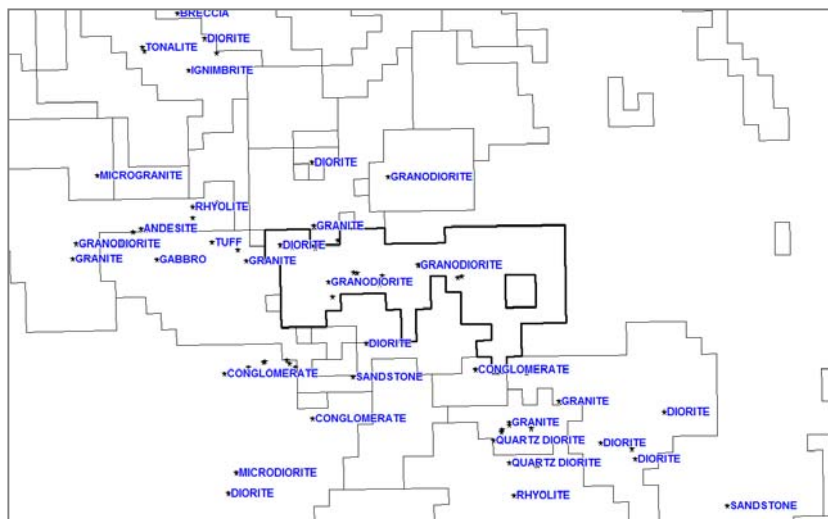 BRECCIA
DIORITE
TONALITE
IGNIMBRITE
DIORITE
MICROGRANITE
GRANODIORITE
RHYOLITE
GRANITE
ANDESITE
GRANODIORITE
TUFF
DIORITE
GRANITE
GABBRO
GRANITE
GRANODIORITE
GRANODIORITE
DIORITE
CONGLOMERATE
SANDSTONE
CONGLOMERATE
GRANITE
DIORITE
CONGLOMERATE
GRANITE
QUARTZ DIORITE
DIORITE
DIORITE
QUARTZ DIORITE
MICRODIORITE
DIORITE
RHYOLITE
SANDSTONE